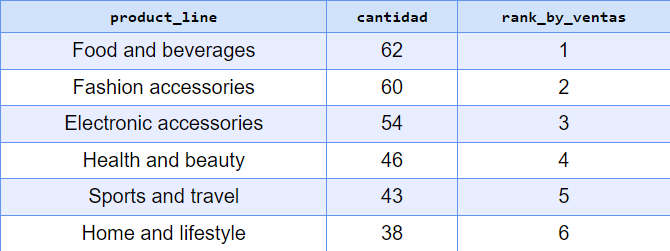 product_line cantidad rank_by_ventas
Food and beverages 62 1
Fashion accessories 60 2
Electronic accessories 54 3
Health and beauty 46 4
Sports and travel 43 5
Home and lifestyle 38 6